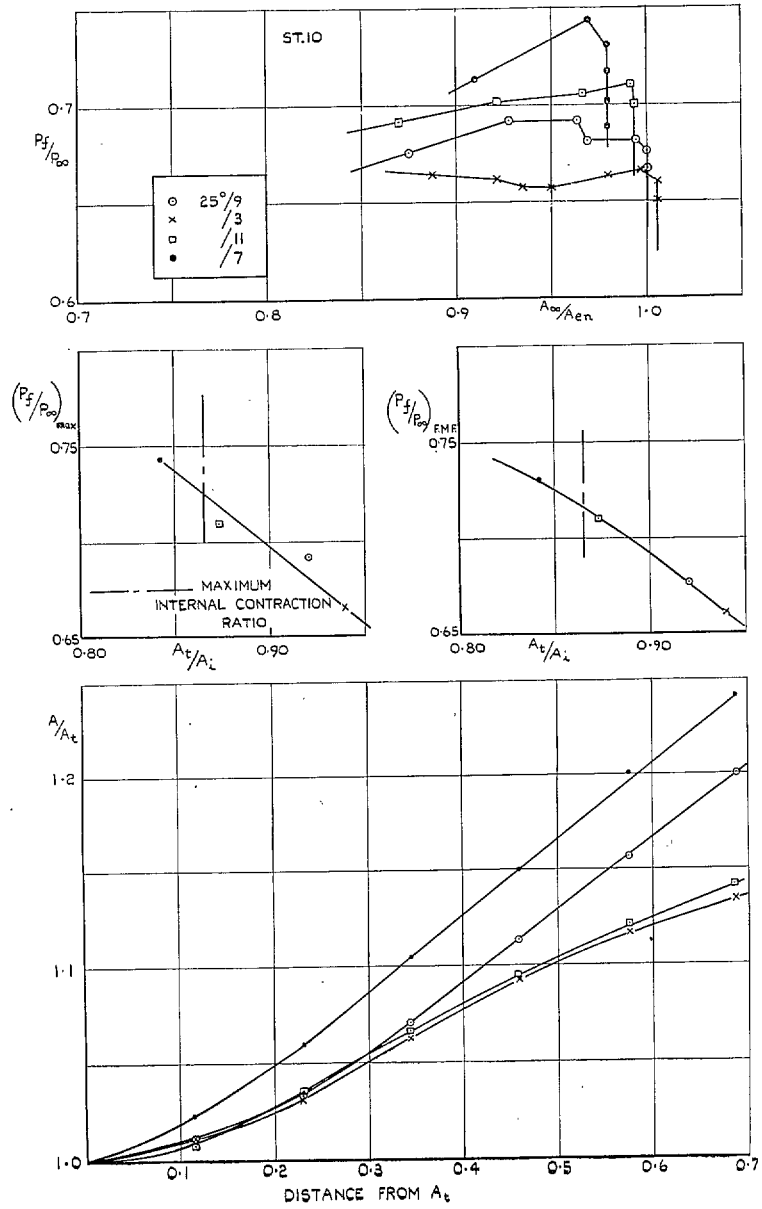 ST.10
0.7
Pf/P∞
25°/9
/3
/11
/7
0.6
0.7
0.8
0.9
A∞/Aen
1.0
(Pf/P∞)max
0.75
0.65
MAXIMUM
INTERNAL CONTRACTION
RATIO
0.80
At/Ai
0.90
(Pf/P∞)F.M.F.
0.75
0.65
0.80
At/Ai
0.90
A/At
1.2
1.1
1.0
0.1
0.2
0.3
0.4
0.5
0.6
0.7
DISTANCE FROM At